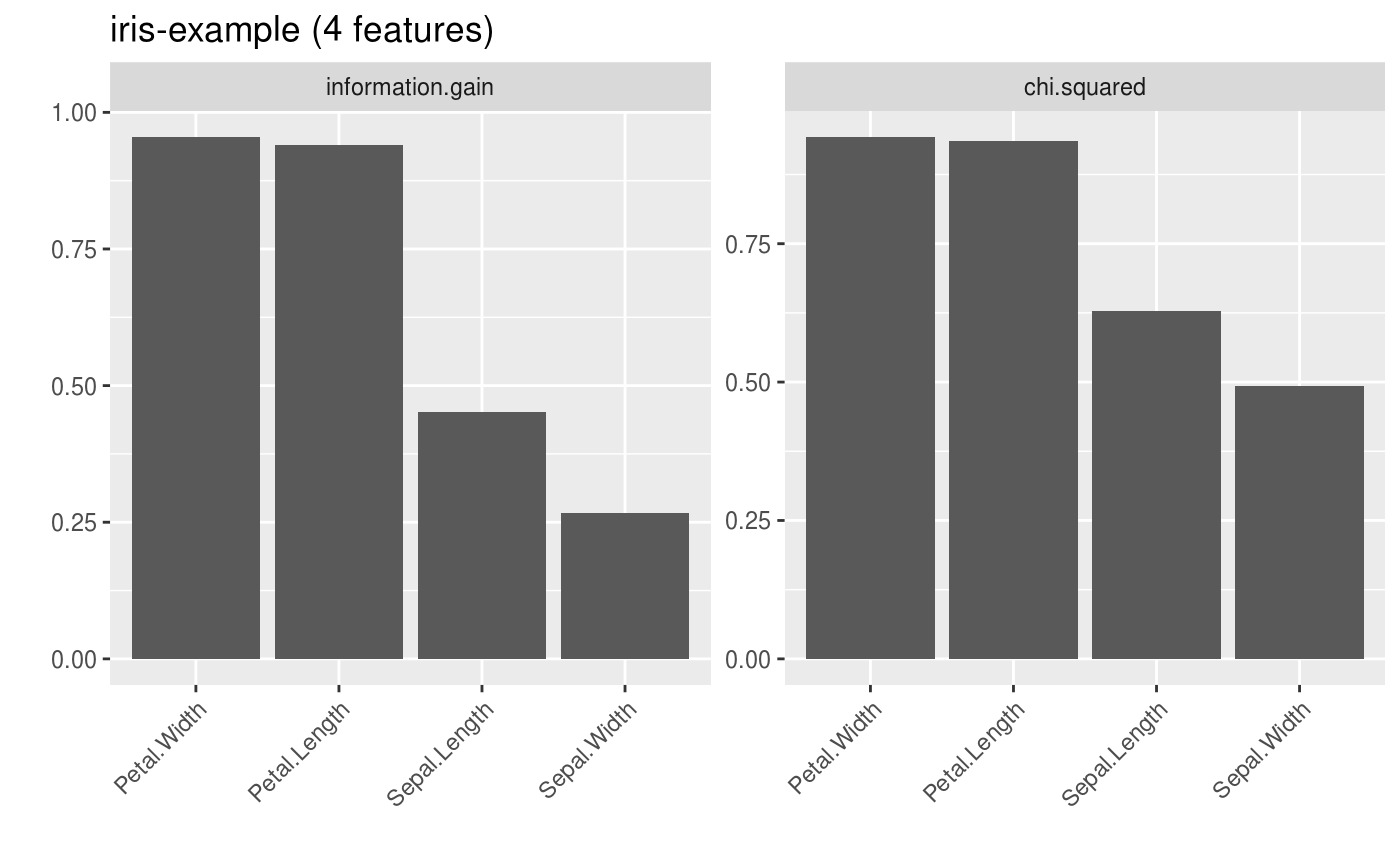 iris-example (4 features)
information.gain
chi.squared
1.00
0.75
0.50
0.25
0.00
0.75
0.50
0.25
0.00
Petal.Width
Petal.Length
Sepal.Length
Sepal.Width
Petal.Width
Petal.Length
Sepal.Length
Sepal.Width